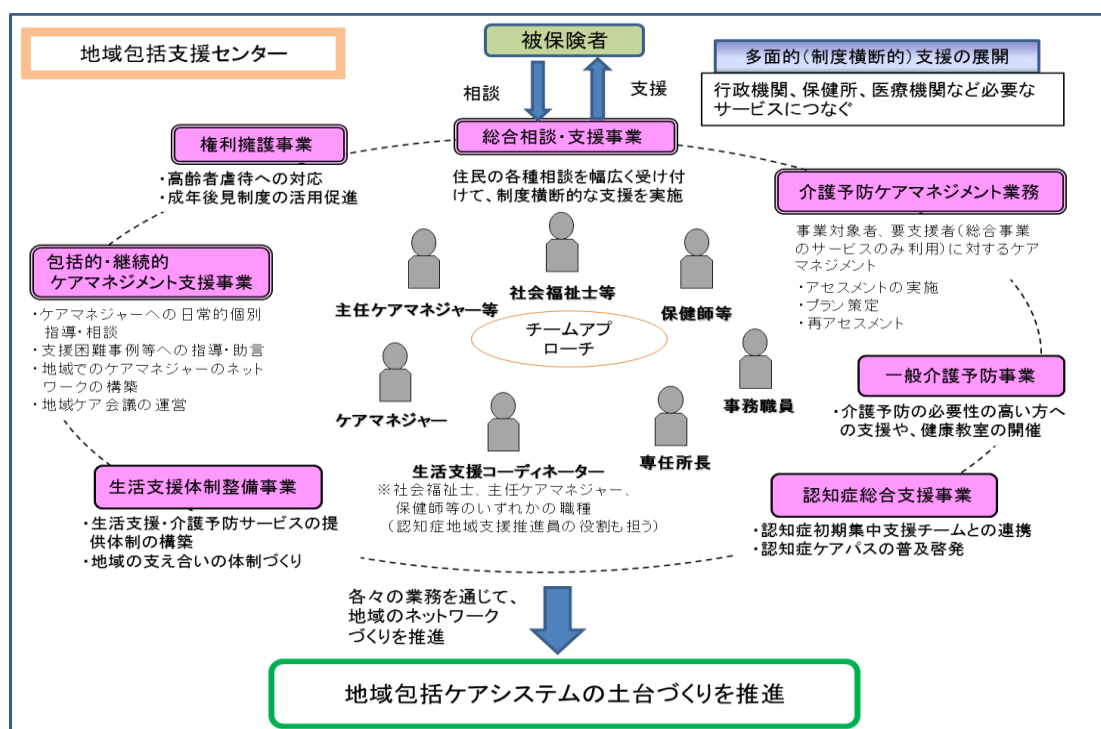 地域包括支援センター
被保険者
多面的(制度横断的)支援の展開
行政機関、保健所、医療機関など必要な
サービスにつなぐ
相談
支援
権利擁護事業
・高齢者虐待への対応
・成年後見制度の活用促進
総合相談・支援事業
住民の各種相談を幅広く受け付
けて、制度横断的な支援を実施
介護予防ケアマネジメント業務
事業対象者、要支援者(総合事業
のサービスのみ利用)に対するケア
マネジメント
・アセスメントの実施
・プラン策定
・再アセスメント
包括的・継続的
ケアマネジメント支援事業
・ケアマネジャーへの日常的個別
指導・相談
・支援困難事例等への指導・助言
・地域でのケアマネジャーのネット
ワークの構築
・地域ケア会議の運営
主任ケアマネジャー等
社会福祉士等
保健師等
チームアプ
ローチ
ケアマネジャー
生活支援コーディネーター
※社会福祉士、主任ケアマネジャー、
保健師等のいずれかの職種
(認知症地域支援推進員の役割も担う)
専任所長
事務職員
一般介護予防事業
・介護予防の必要性の高い方へ
の支援や、健康教室の開催
生活支援体制整備事業
・生活支援・介護予防サービスの提
供体制の構築
・地域の支え合いの体制づくり
認知症総合支援事業
・認知症初期集中支援チームとの連携
・認知症ケアパスの普及啓発
各々の業務を通じて、
地域のネットワーク
づくりを推進
地域包括ケアシステムの土台づくりを推進